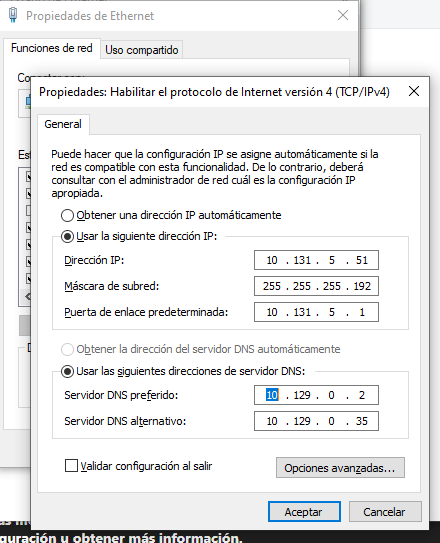 Propiedades de Ethernet
Funciones de red
Uso compartido
Propiedades: Habilitar el protocolo de Internet versión 4 (TCP/IPv4)
General
Puede hacer que la configuración IP se asigne automáticamente si la
red es compatible con esta funcionalidad. De lo contrario, deberá
consultar con el administrador de red cuál es la configuración IP
apropiada.
Obtener una dirección IP automáticamente
Usar la siguiente dirección IP:
Dirección IP: 10 . 131 . 5 . 51
Máscara de subred: 255 . 255 . 255 . 192
Puerta de enlace predeterminada: 10 . 131 . 5 . 1
Obtener la dirección del servidor DNS automáticamente
Usar las siguientes direcciones de servidor DNS:
Servidor DNS preferido: 10 . 129 . 0 . 2
Servidor DNS alternativo: 10 . 129 . 0 . 35
Validar configuración al salir
Opciones avanzadas...
Aceptar
Cancelar
guración y obtener más información.